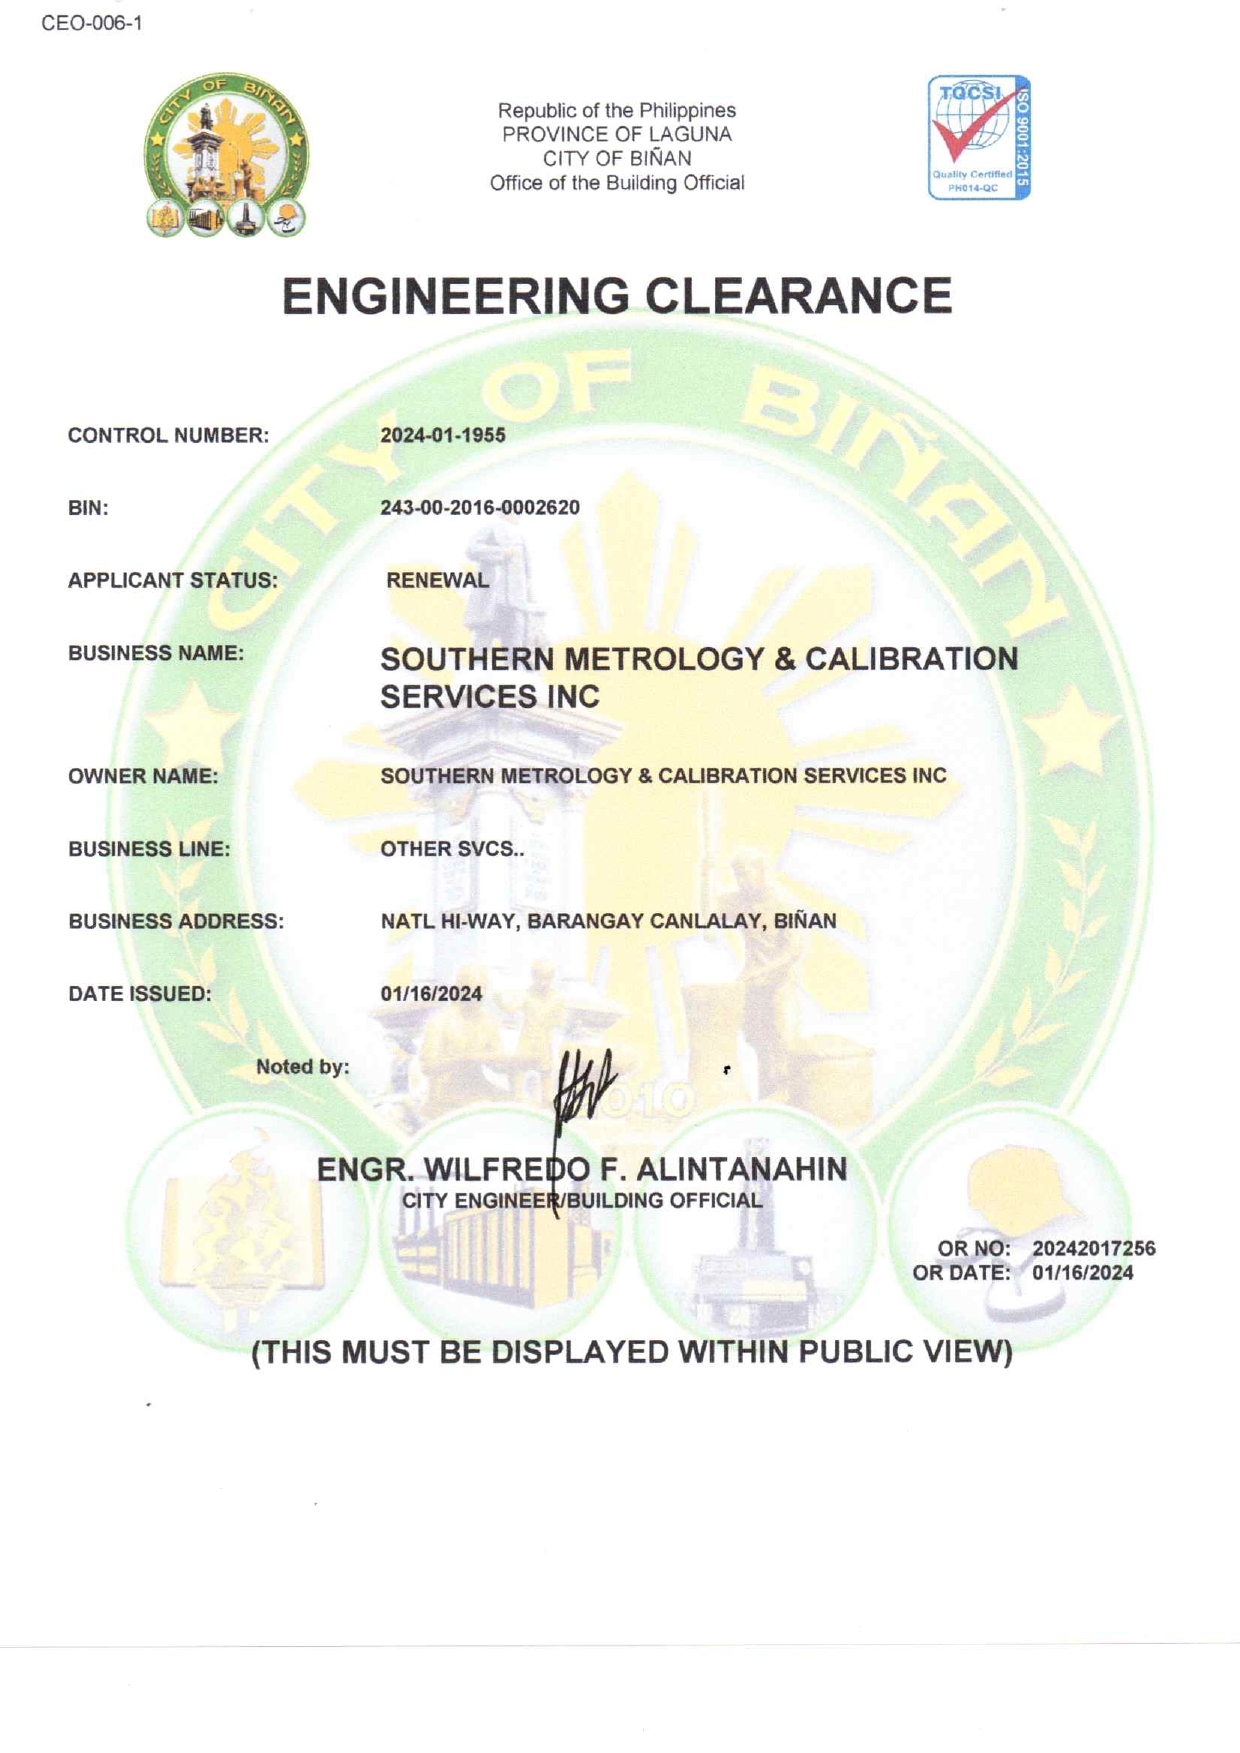 CEO-006-1
CITY OF BIÑAN
Republic of the Philippines
PROVINCE OF LAGUNA
CITY OF BIÑAN
Office of the Building Official
TQCSI
ISO 9001:2015
Quality Certified
PH014-QC
ENGINEERING CLEARANCE
CITY OF BIÑAN
CONTROL NUMBER: 2024-01-1955
BIN: 243-00-2016-0002620
APPLICANT STATUS: RENEWAL
BUSINESS NAME: SOUTHERN METROLOGY & CALIBRATION
SERVICES INC
OWNER NAME: SOUTHERN METROLOGY & CALIBRATION SERVICES INC
BUSINESS LINE: OTHER SVCS..
BUSINESS ADDRESS: NATL HI-WAY, BARANGAY CANLALAY, BIÑAN
DATE ISSUED: 01/16/2024
Noted by:
2010
ENGR. WILFREDO F. ALINTANAHIN
CITY ENGINEER/BUILDING OFFICIAL
OR NO: 20242017256
OR DATE: 01/16/2024
(THIS MUST BE DISPLAYED WITHIN PUBLIC VIEW)